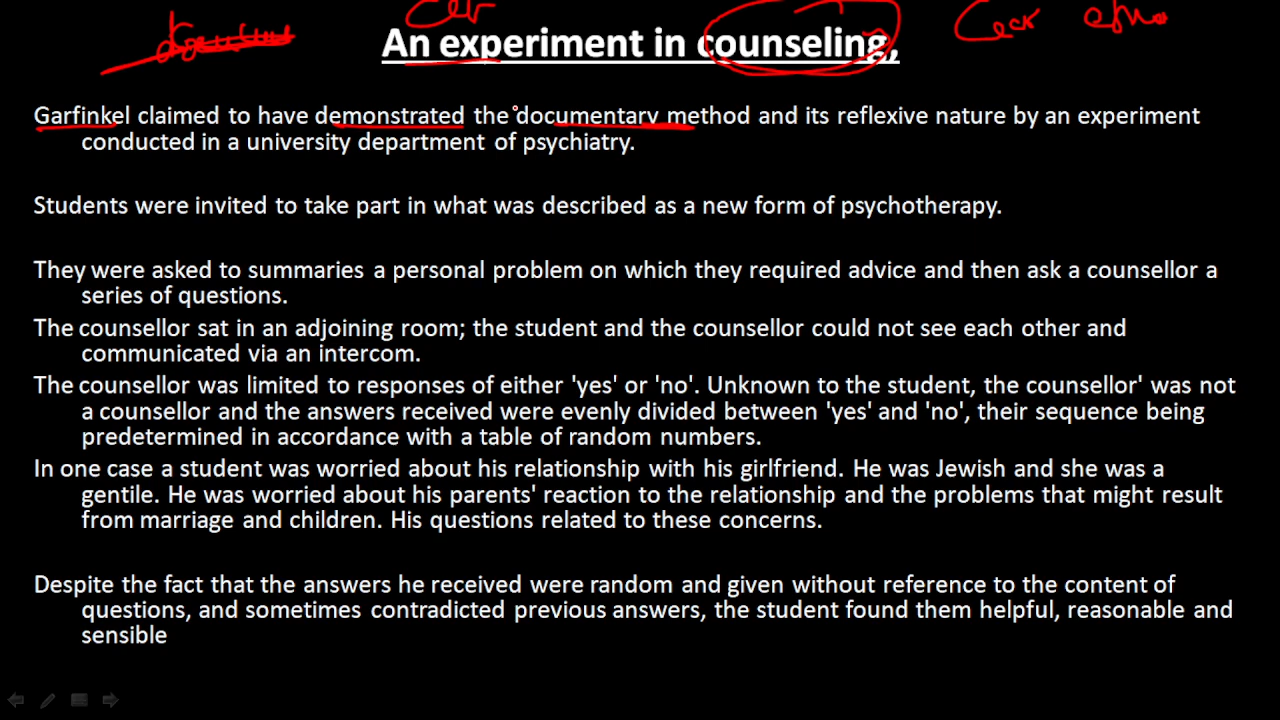 An experiment in counseling,
Garfinkel claimed to have demonstrated the documentary method and its reflexive nature by an experiment
conducted in a university department of psychiatry.
Students were invited to take part in what was described as a new form of psychotherapy.
They were asked to summaries a personal problem on which they required advice and then ask a counsellor a
series of questions.
The counsellor sat in an adjoining room; the student and the counsellor could not see each other and
communicated via an intercom.
The counsellor was limited to responses of either 'yes' or 'no'. Unknown to the student, the counsellor' was not
a counsellor and the answers received were evenly divided between 'yes' and 'no', their sequence being
predetermined in accordance with a table of random numbers.
In one case a student was worried about his relationship with his girlfriend. He was Jewish and she was a
gentile. He was worried about his parents' reaction to the relationship and the problems that might result
from marriage and children. His questions related to these concerns.
Despite the fact that the answers he received were random and given without reference to the content of
questions, and sometimes contradicted previous answers, the student found them helpful, reasonable and
sensible